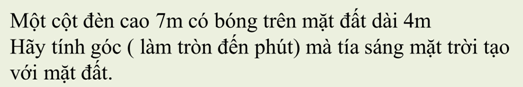 Một cột đèn cao 7m có bóng trên mặt đất dài 4m
Hãy tính góc ( làm tròn đến phút) mà tía sáng mặt trời tạo
với mặt đất.